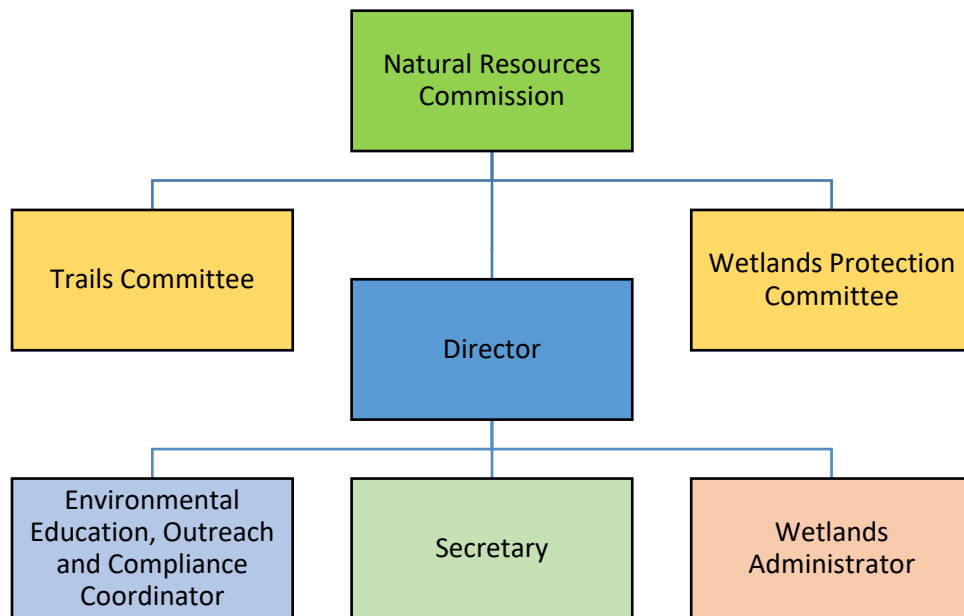 Natural Resources
Commission
Trails Committee
Wetlands Protection
Committee
Director
Environmental
Education, Outreach
and Compliance
Coordinator
Secretary
Wetlands
Administrator